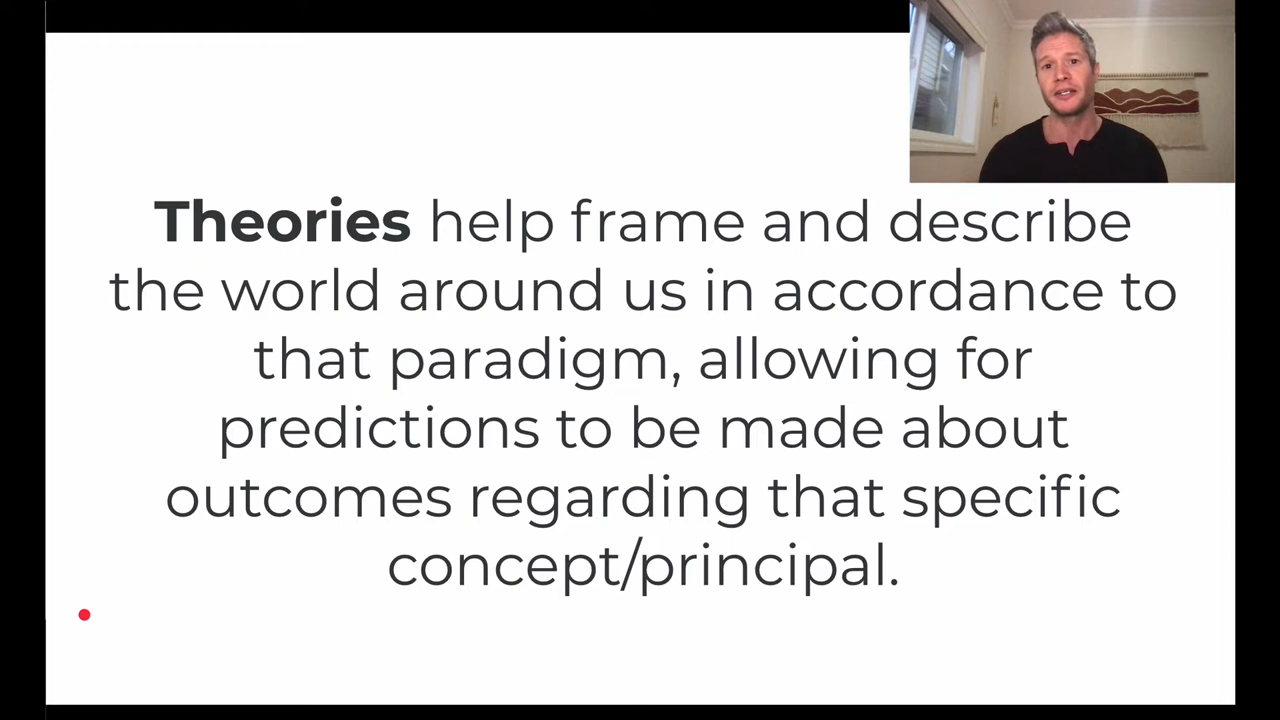 Theories help frame and describe
the world around us in accordance to
that paradigm, allowing for
predictions to be made about
outcomes regarding that specific
concept/principal.